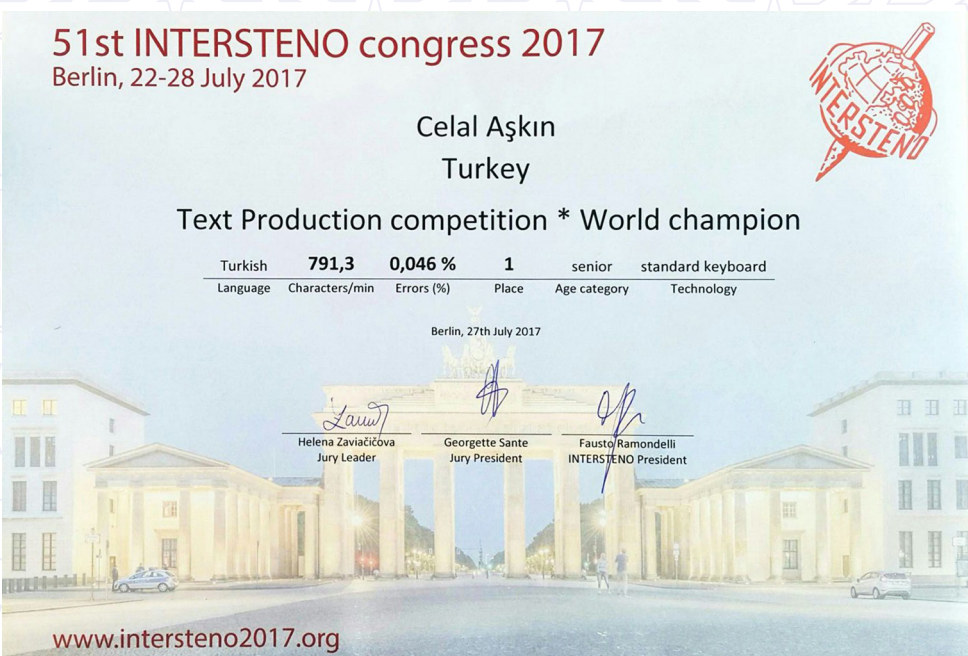 51st INTERSTENO congress 2017
Berlin, 22-28 July 2017
INTERSTENO
Celal Aşkın
Turkey
Text Production competition * World champion
Turkish 791,3 0,046 % 1 senior standard keyboard
Language Characters/min Errors (%) Place Age category Technology
Berlin, 27th July 2017
Helena Zaviačičova Georgette Sante Fausto Ramondelli
Jury Leader Jury President INTERSTENO President
www.intersteno2017.org